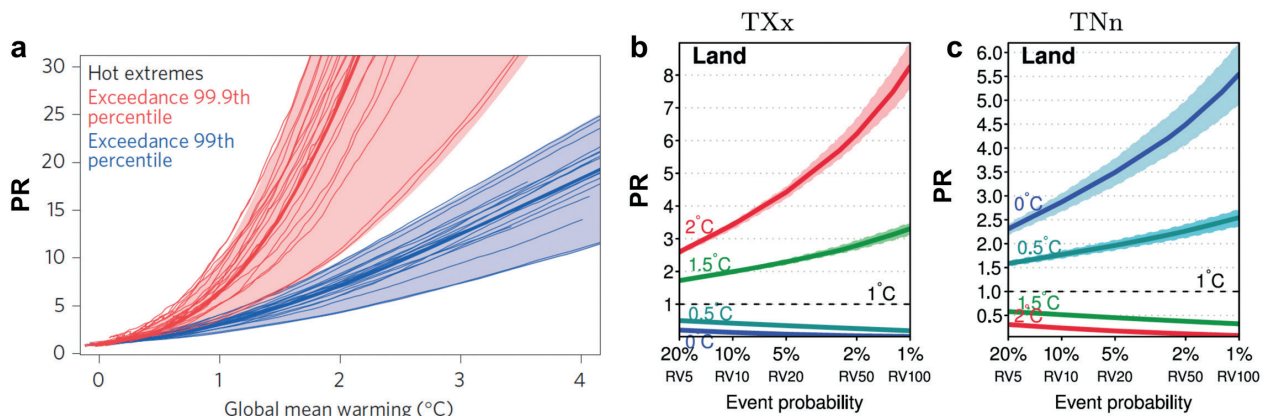 a
Hot extremes
Exceedance 99.9th
percentile
Exceedance 99th
percentile
PR
30
25
20
15
10
5
0
0 1 2 3 4
Global mean warming (°C)
TXx
b
Land
PR
8
7
6
5
4
3
2
1
2°C
1.5°C
1°C
0.5°C
0°C
20% 10% 5% 2% 1%
RV5 RV10 RV20 RV50 RV100
Event probability
TNn
c
Land
PR
6.0
5.5
5.0
4.5
4.0
3.5
3.0
2.5
2.0
1.5
1.0
0.5
0°C
0.5°C
1°C
1.5°C
2°C
20% 10% 5% 2% 1%
RV5 RV10 RV20 RV50 RV100
Event probability